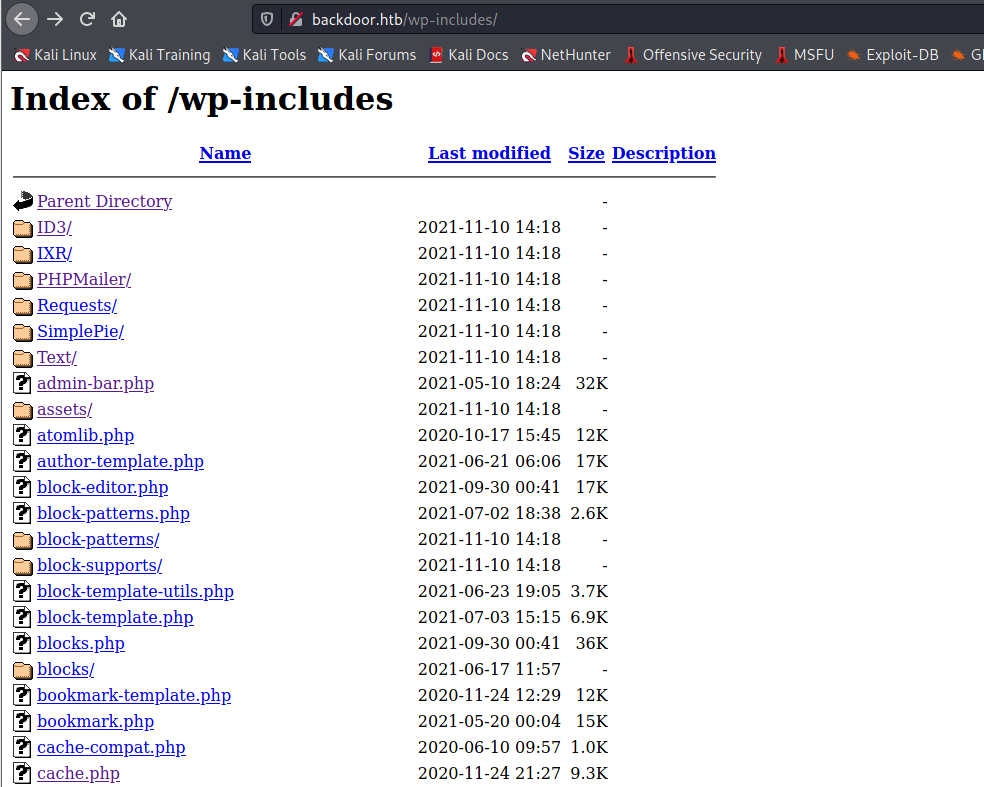 backdoor.htb/wp-includes/
Kali Linux Kali Training Kali Tools Kali Forums Kali Docs NetHunter Offensive Security MSFU Exploit-DB
Index of /wp-includes
Name Last modified Size Description
Parent Directory -
ID3/ 2021-11-10 14:18 -
IXR/ 2021-11-10 14:18 -
PHPMailer/ 2021-11-10 14:18 -
Requests/ 2021-11-10 14:18 -
SimplePie/ 2021-11-10 14:18 -
Text/ 2021-11-10 14:18 -
admin-bar.php 2021-05-10 18:24 32K
assets/ 2021-11-10 14:18 -
atomlib.php 2020-10-17 15:45 12K
author-template.php 2021-06-21 06:06 17K
block-editor.php 2021-09-30 00:41 17K
block-patterns.php 2021-07-02 18:38 2.6K
block-patterns/ 2021-11-10 14:18 -
block-supports/ 2021-11-10 14:18 -
block-template-utils.php 2021-06-23 19:05 3.7K
block-template.php 2021-07-03 15:15 6.9K
blocks.php 2021-09-30 00:41 36K
blocks/ 2021-06-17 11:57 -
bookmark-template.php 2020-11-24 12:29 12K
bookmark.php 2021-05-20 00:04 15K
cache-compat.php 2020-06-10 09:57 1.0K
cache.php 2020-11-24 21:27 9.3K